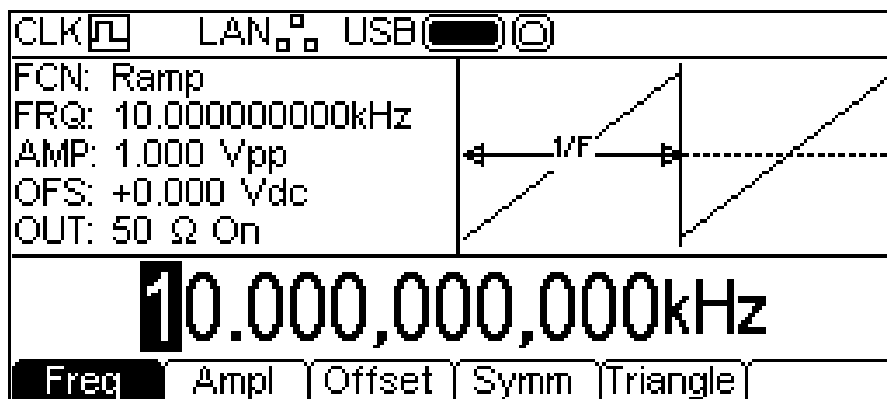 CLK LAN USB
FCN: Ramp
FRQ: 10.000000000kHz
AMP: 1.000 Vpp
OFS: +0.000 Vdc
OUT: 50 Ω On
1/F
10.000,000,000kHz
Freq Ampl Offset Symm Triangle